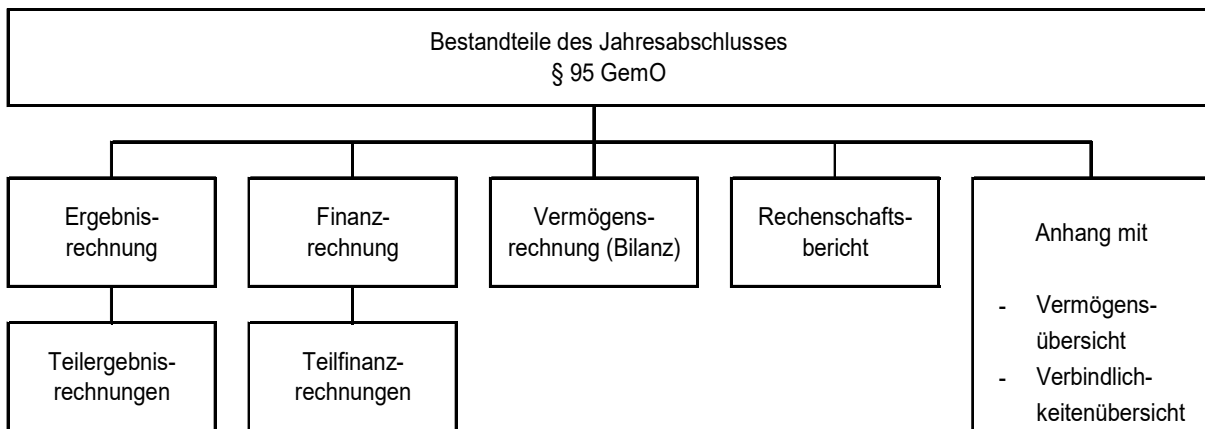 Bestandteile des Jahresabschlusses
§ 95 GemO
Ergebnis-
rechnung
Finanz-
rechnung
Vermögens-
rechnung (Bilanz)
Rechenschafts-
bericht
Anhang mit
- Vermögens-
übersicht
- Verbindlich-
keitenübersicht
Teilergebnis-
rechnungen
Teilfinanz-
rechnungen